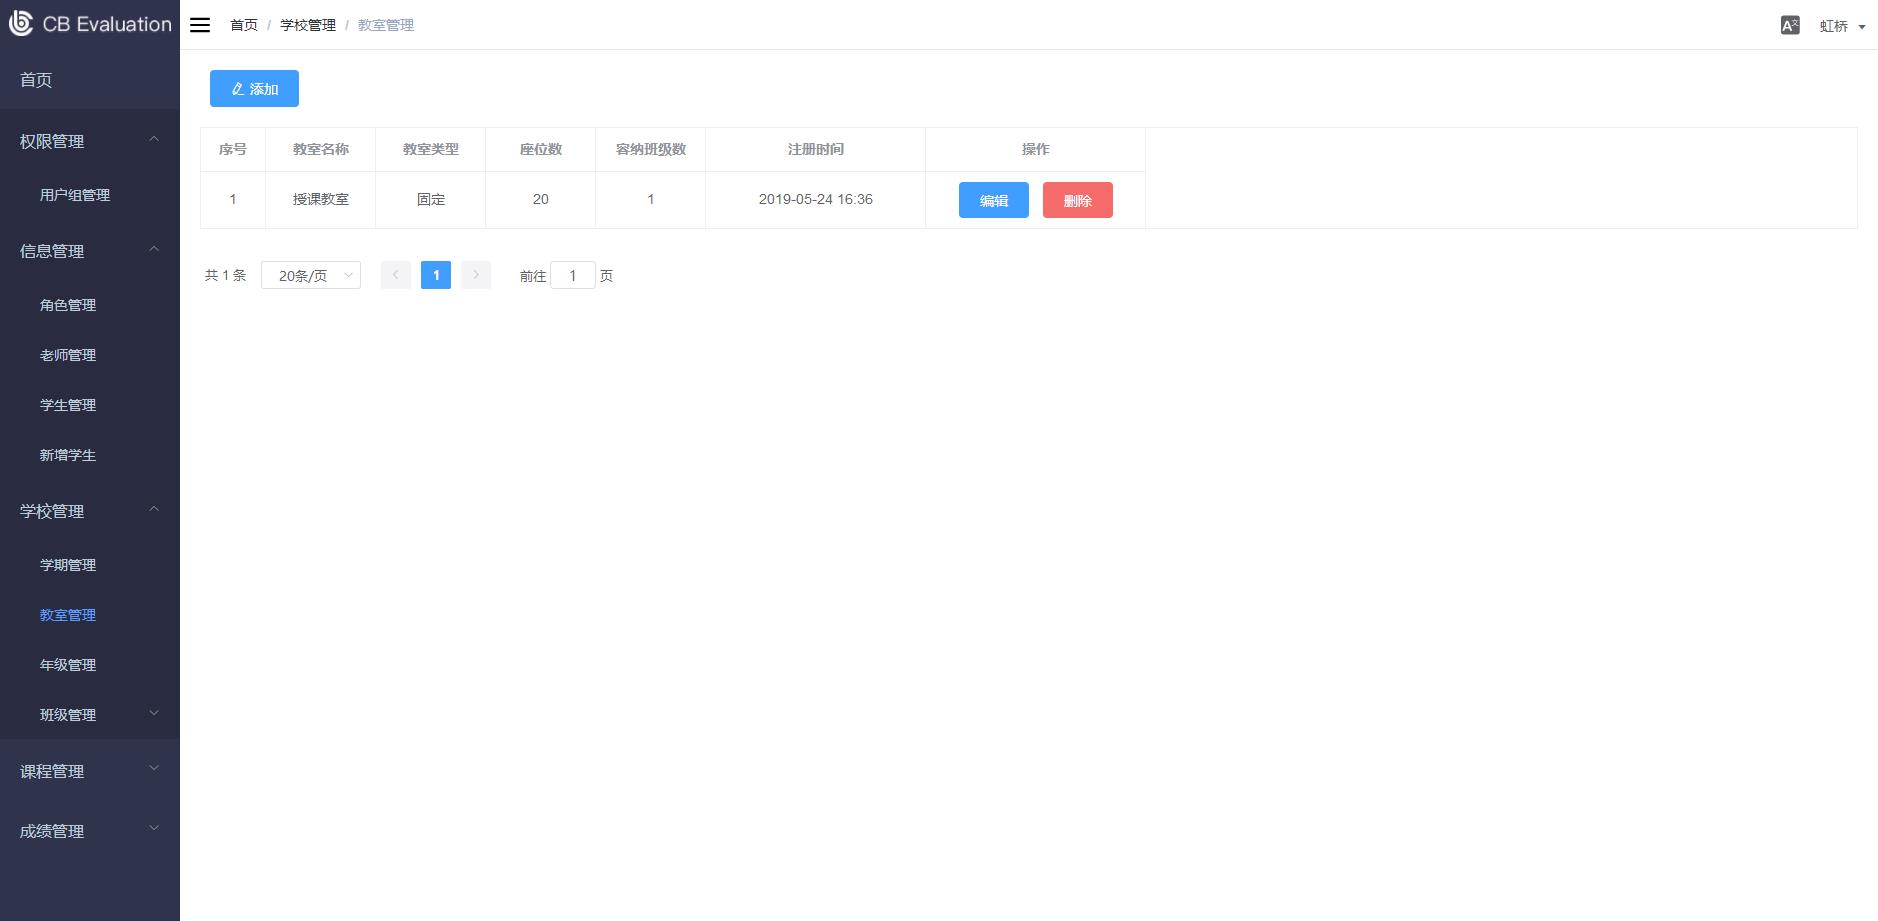 CB Evaluation
首页 / 学校管理 / 教室管理
虹桥
首页
权限管理
用户组管理
信息管理
角色管理
老师管理
学生管理
新增学生
学校管理
学期管理
教室管理
年级管理
班级管理
课程管理
成绩管理
添加
序号 教室名称 教室类型 座位数 容纳班级数 注册时间 操作
1 授课教室 固定 20 1 2019-05-24 16:36 编辑 删除
共 1 条 20条/页 1 前往 1 页